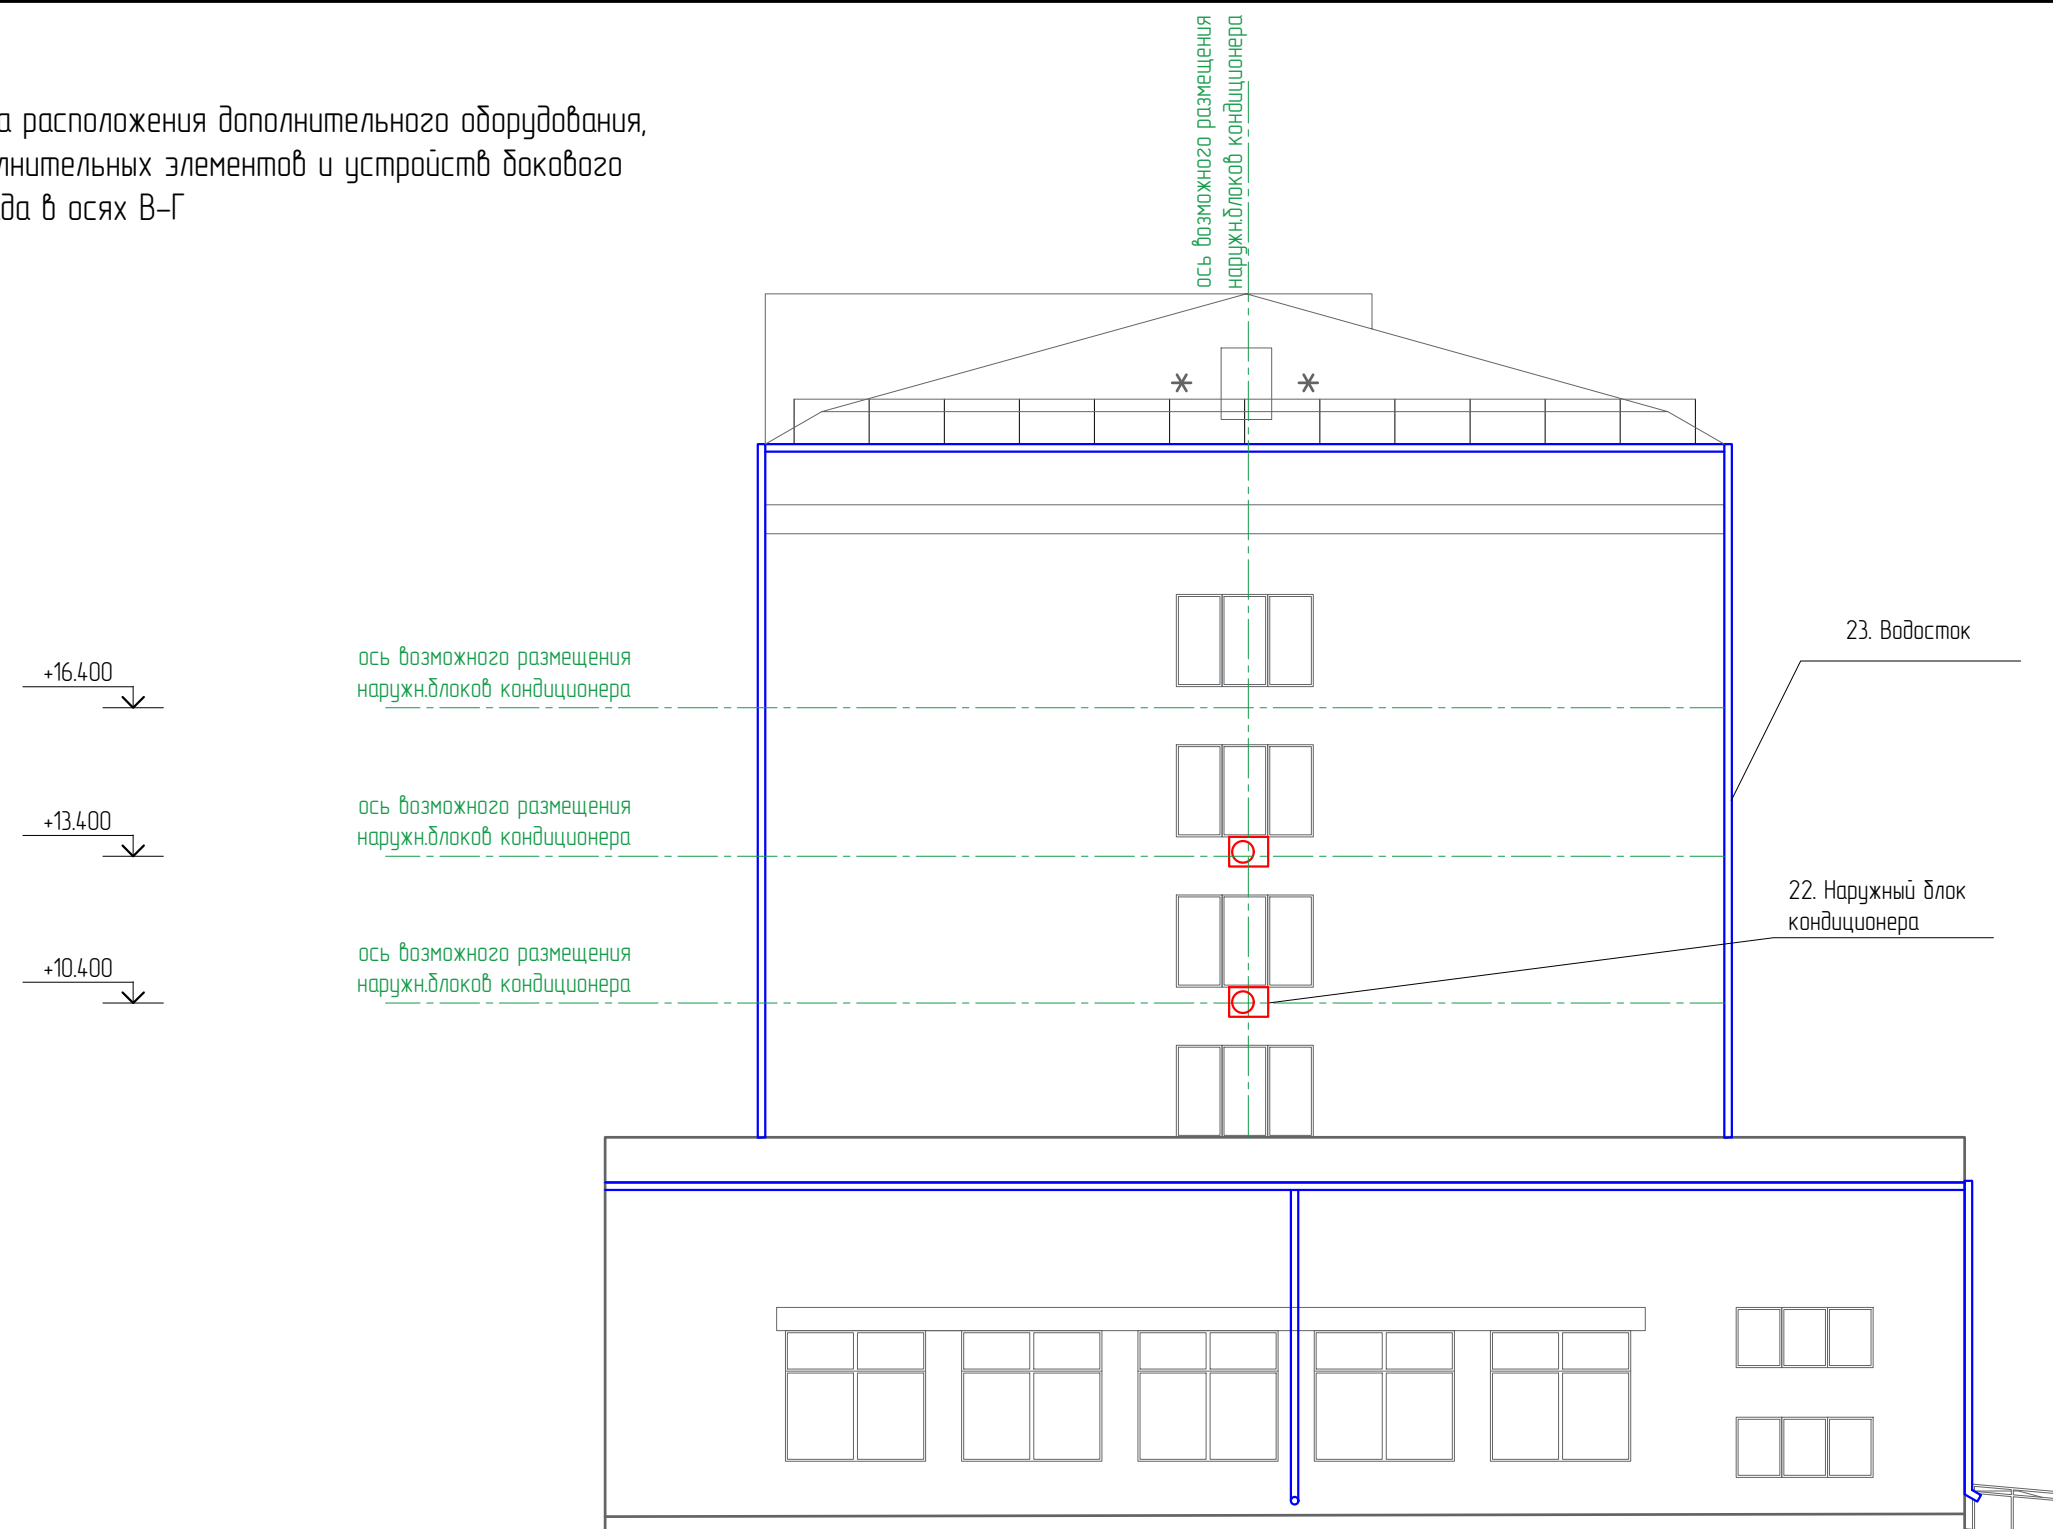 ось возможного размещения
наружн.блоков кондиционера
а расположения дополнительного оборудования,
лнительных элементов и устройств бокового
да в осях В-Г
23. Водосток
ось возможного размещения
наружн.блоков кондиционера
+16.400
ось возможного размещения
наружн.блоков кондиционера
+13.400
22. Наружный блок
кондиционера
ось возможного размещения
наружн.блоков кондиционера
+10.400